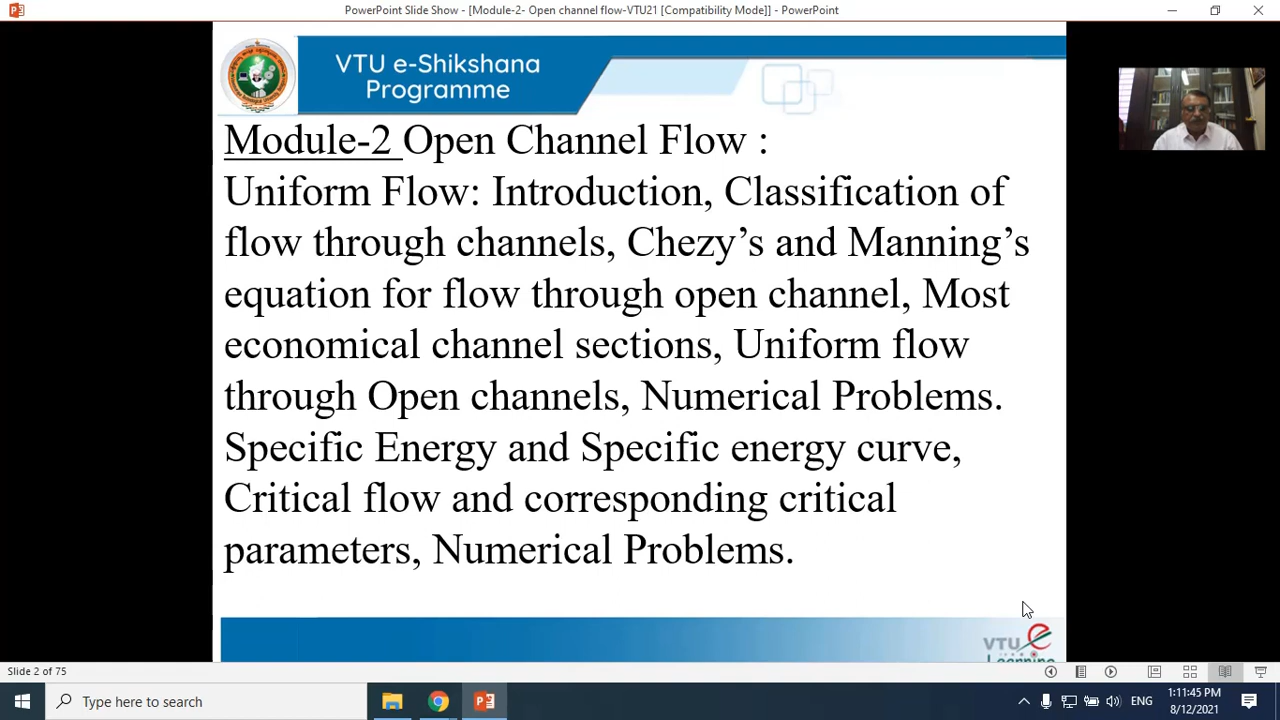 PowerPoint Slide Show - [Module-2- Open channel flow-VTU21 [Compatibility Mode]] - PowerPoint
VTU e-Shikshana
Programme
Module-2 Open Channel Flow :
Uniform Flow: Introduction, Classification of
flow through channels, Chezy’s and Manning’s
equation for flow through open channel, Most
economical channel sections, Uniform flow
through Open channels, Numerical Problems.
Specific Energy and Specific energy curve,
Critical flow and corresponding critical
parameters, Numerical Problems.
VTU e
Learning
Slide 2 of 75
Type here to search
ENG
1:11:45 PM
8/12/2021